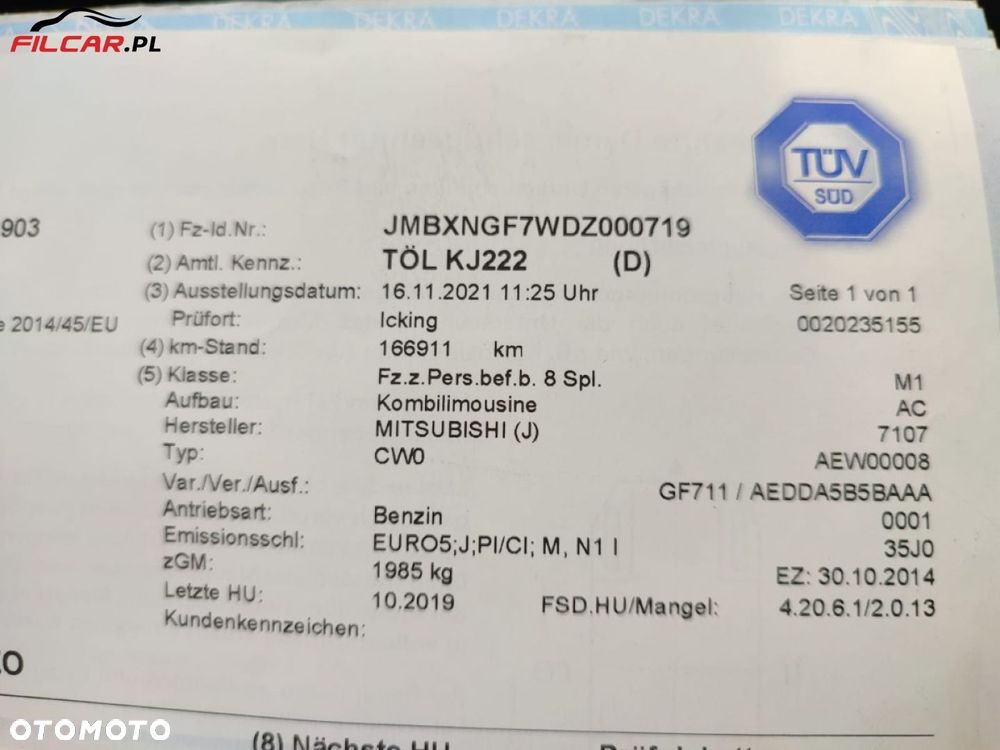 DEKRA DEKRA DEKRA DEKRA DEKRA
FILCAR.PL
TÜV
SÜD
903 (1) Fz-Id.Nr.: JMBXNGF7WDZ000719
(2) Amtl. Kennz.: TÖL KJ222 (D)
(3) Ausstellungsdatum: 16.11.2021 11:25 Uhr Seite 1 von 1
2014/45/EU Prüfort: Icking 0020235155
(4) km-Stand: 166911 km
(5) Klasse: Fz.z.Pers.bef.b. 8 Spl. M1
Aufbau: Kombilimousine AC
Hersteller: MITSUBISHI (J) 7107
Typ: CW0 AEW00008
Var./Ver./Ausf.: GF711 / AEDDA5B5BAAA
Antriebsart: Benzin 0001
Emissionsschl: EURO5;J;PI/CI; M, N1 I 35J0
zGM: 1985 kg EZ: 30.10.2014
Letzte HU: 10.2019 FSD.HU/Mangel: 4.20.6.1/2.0.13
Kundenkennzeichen:
OTOMOTO
(8) Nächste HU